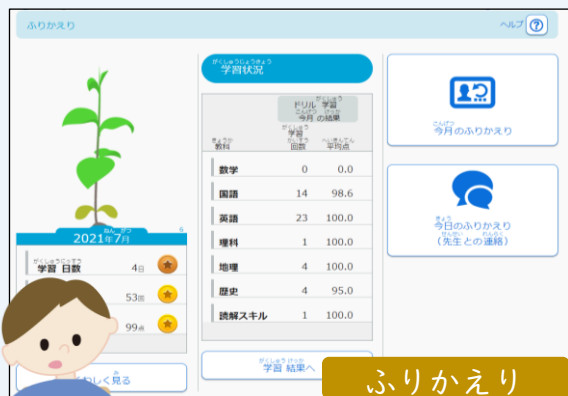 ふりかえり
ヘルプ ?
2021年7月
学習 日数 4日
53回
99点
しく見る
学習状況
ドリル 学習
今月 の結果
教科 学習回数 平均点
数学 0 0.0
国語 14 98.6
英語 23 100.0
理科 1 100.0
地理 4 100.0
歴史 4 95.0
読解スキル 1 100.0
学習 結果へ
今月のふりかえり
今日のふりかえり
(先生との連絡)
ふりかえり